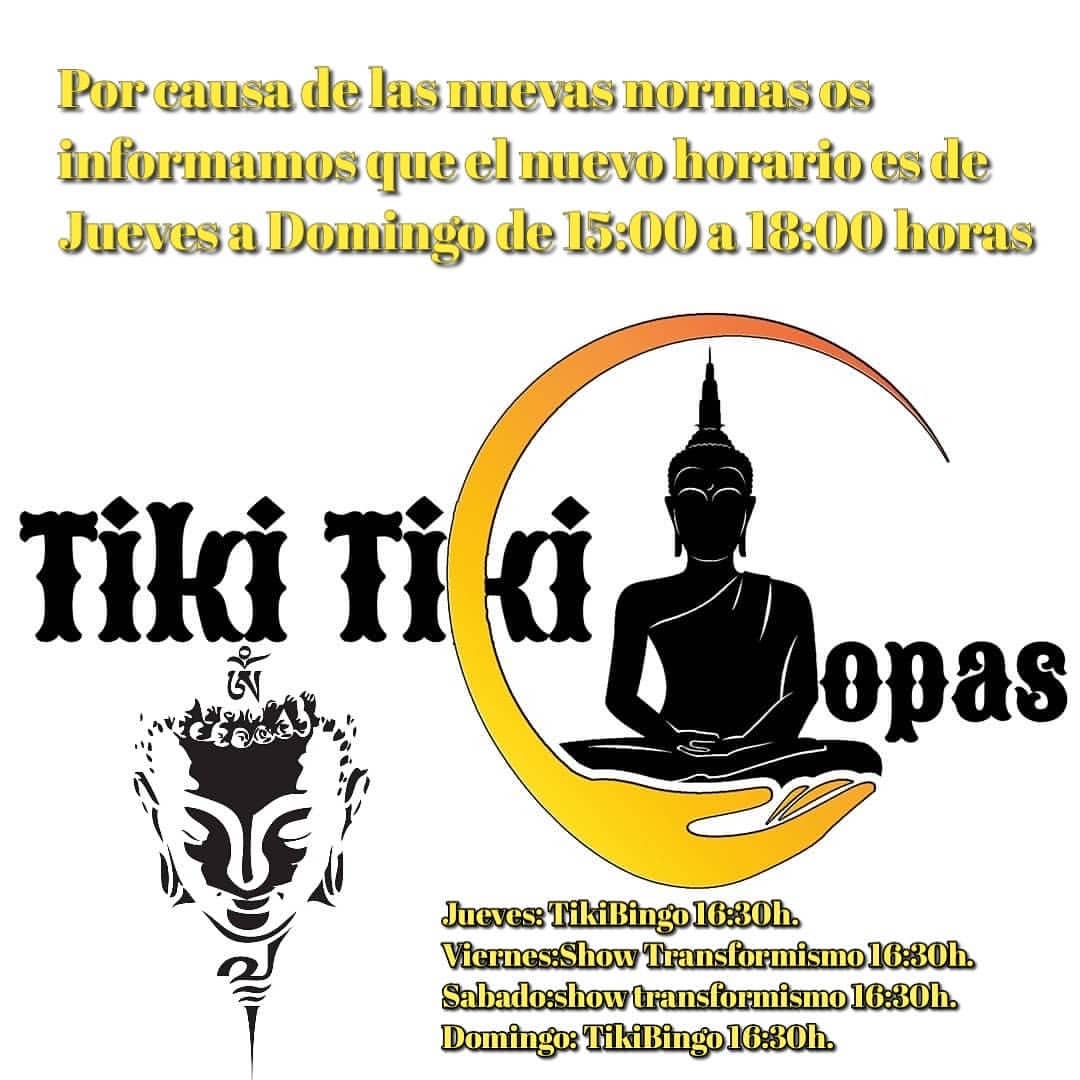 Por causa de las nuevas normas os
informamos que el nuevo horario es de
Jueves a Domingo de 15:00 a 18:00 horas
Tiki Tiki
Copas
ༀ
Jueves: TikiBingo 16:30h.
Viernes:Show Transformismo 16:30h.
Sabado:show transformismo 16:30h.
Domingo: TikiBingo 16:30h.